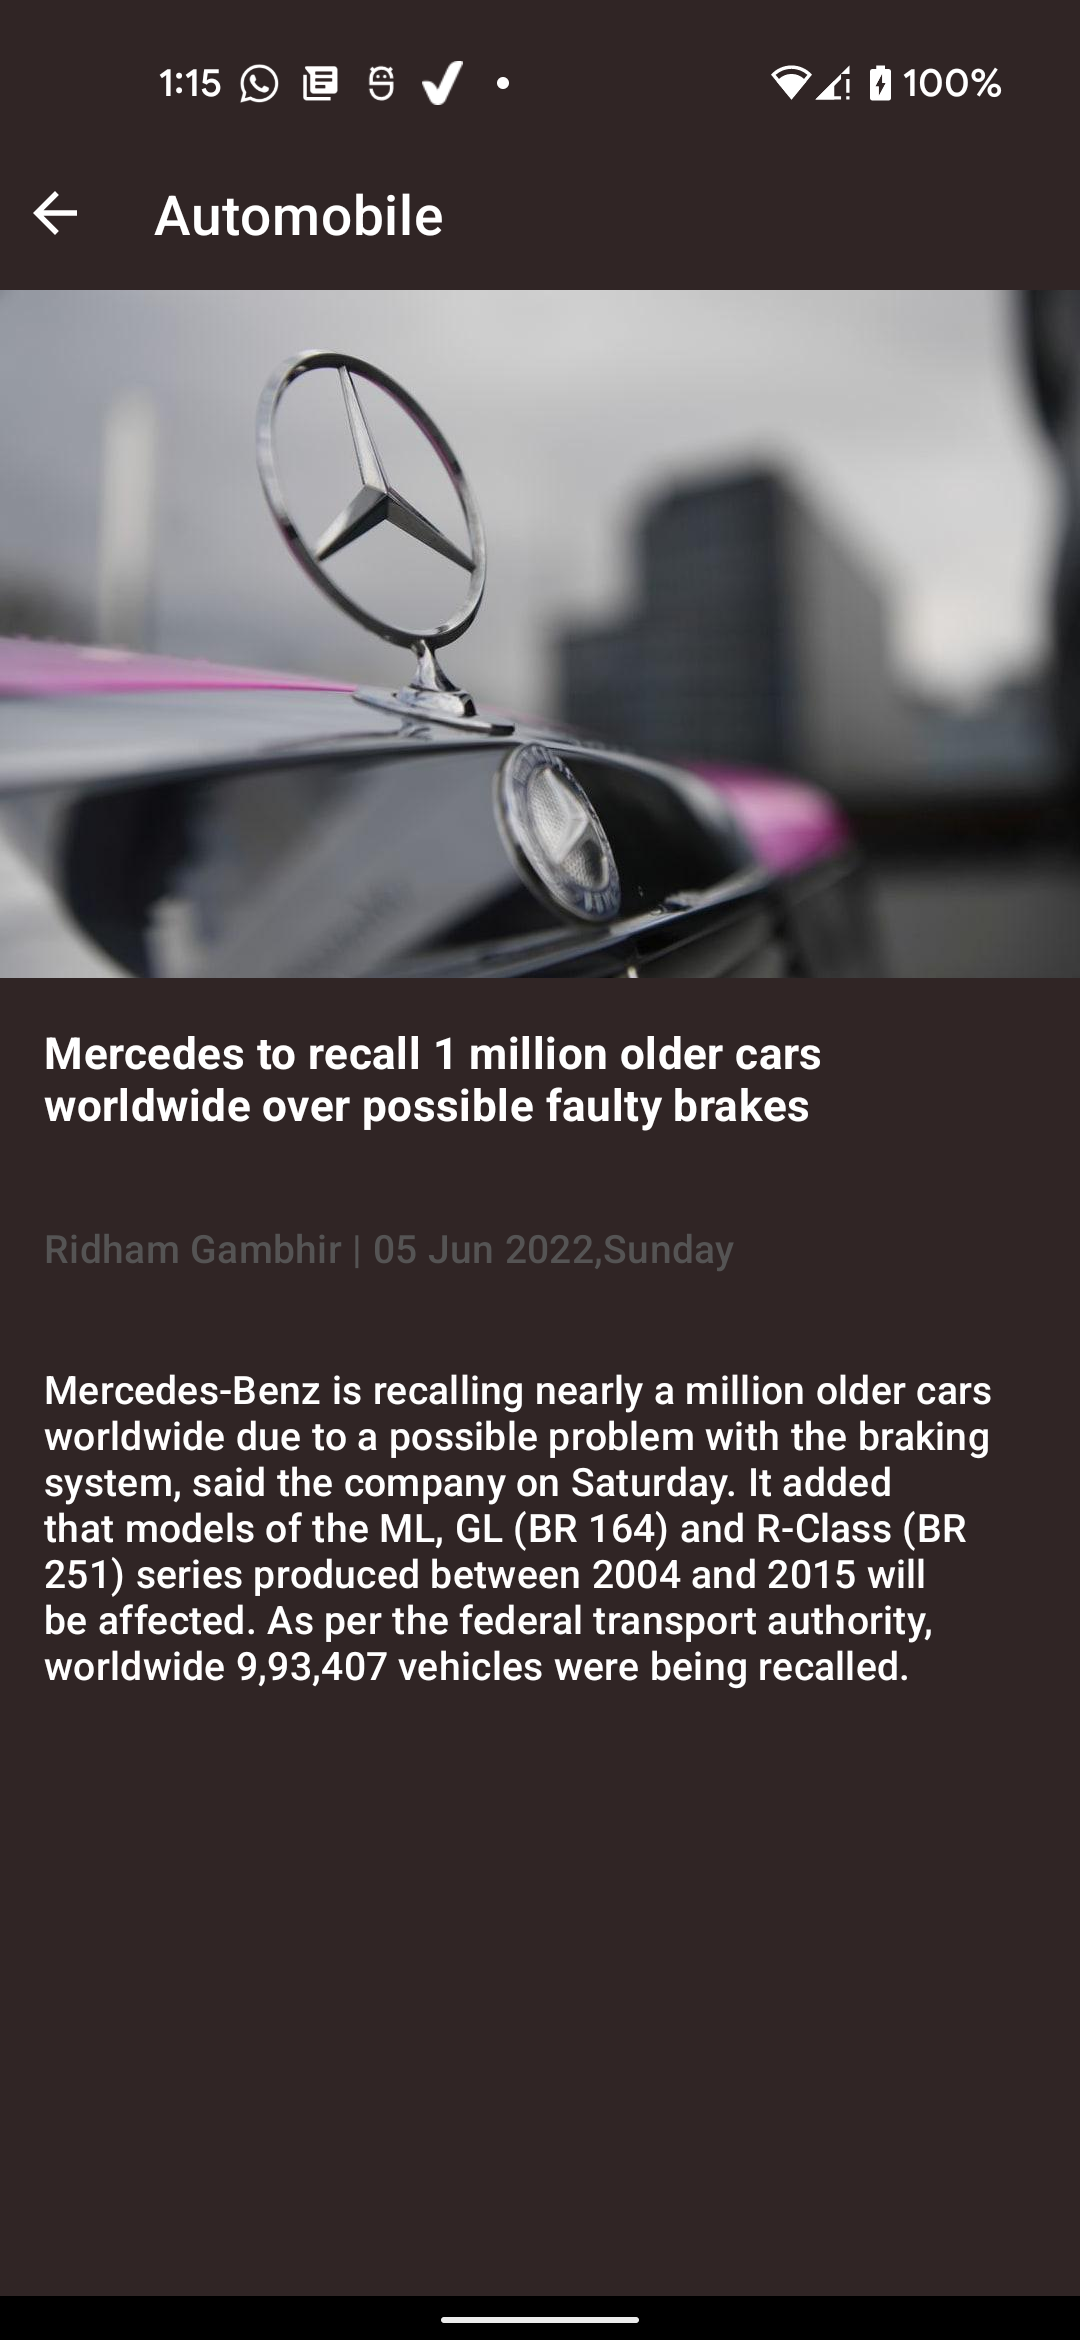 1:15
100%
Automobile
Mercedes to recall 1 million older cars
worldwide over possible faulty brakes
Ridham Gambhir | 05 Jun 2022,Sunday
Mercedes-Benz is recalling nearly a million older cars
worldwide due to a possible problem with the braking
system, said the company on Saturday. It added
that models of the ML, GL (BR 164) and R-Class (BR
251) series produced between 2004 and 2015 will
be affected. As per the federal transport authority,
worldwide 9,93,407 vehicles were being recalled.